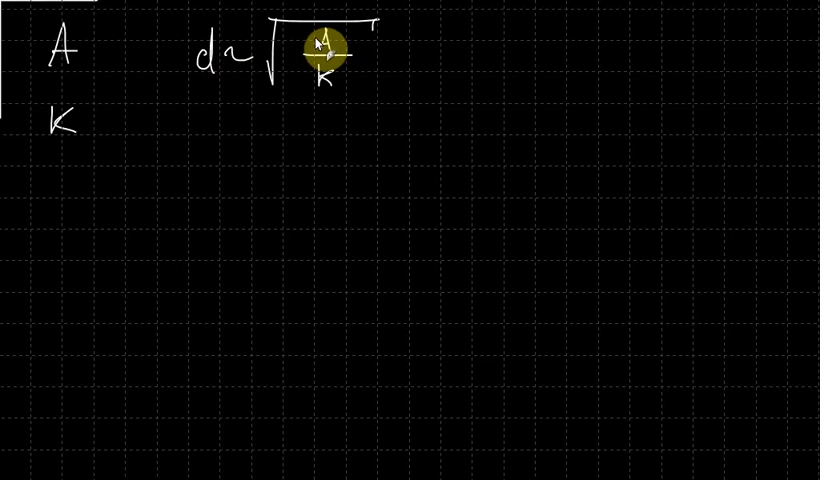 A d ~ √(A/K)
K